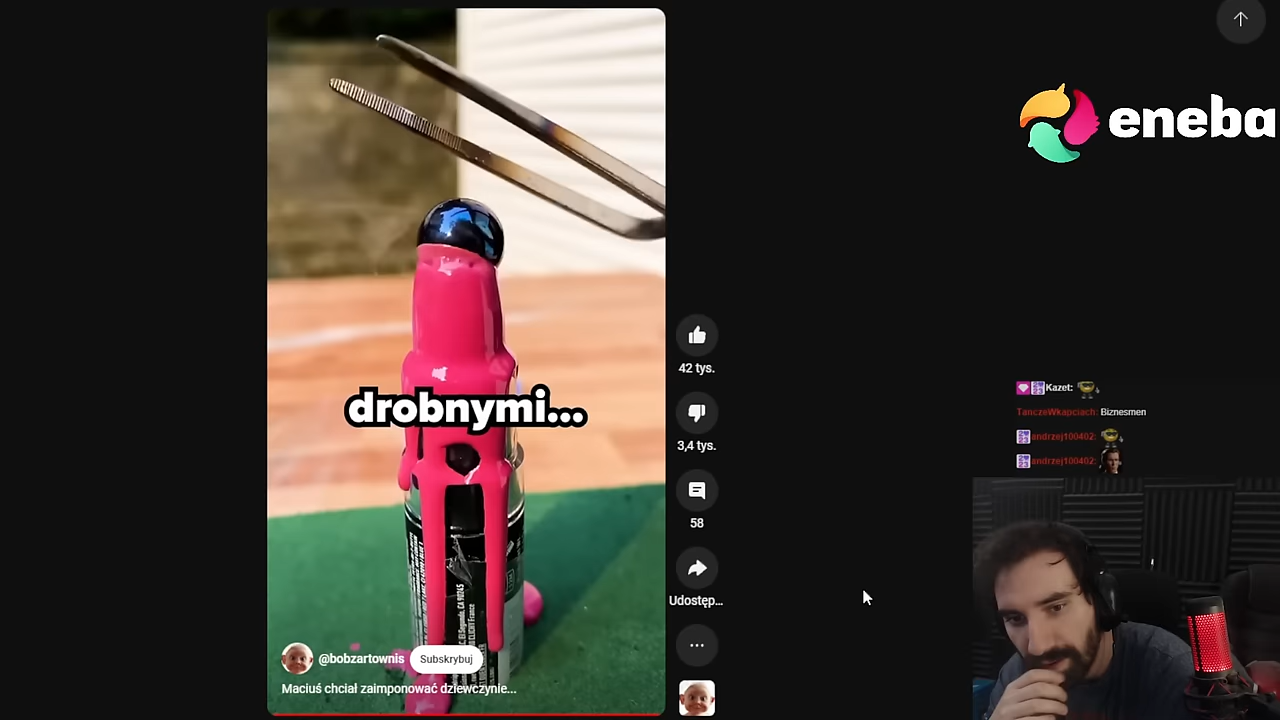 eneba
42 tys.
3,4 tys.
58
Udostęp...
drobnymi...
@bobzartownis
Subskrybuj
Maciuś chciał zaimponować dziewczynie...
Kazet:
TanczeWkapciach: Biznesmen
andrzej100402:
andrzej100402: